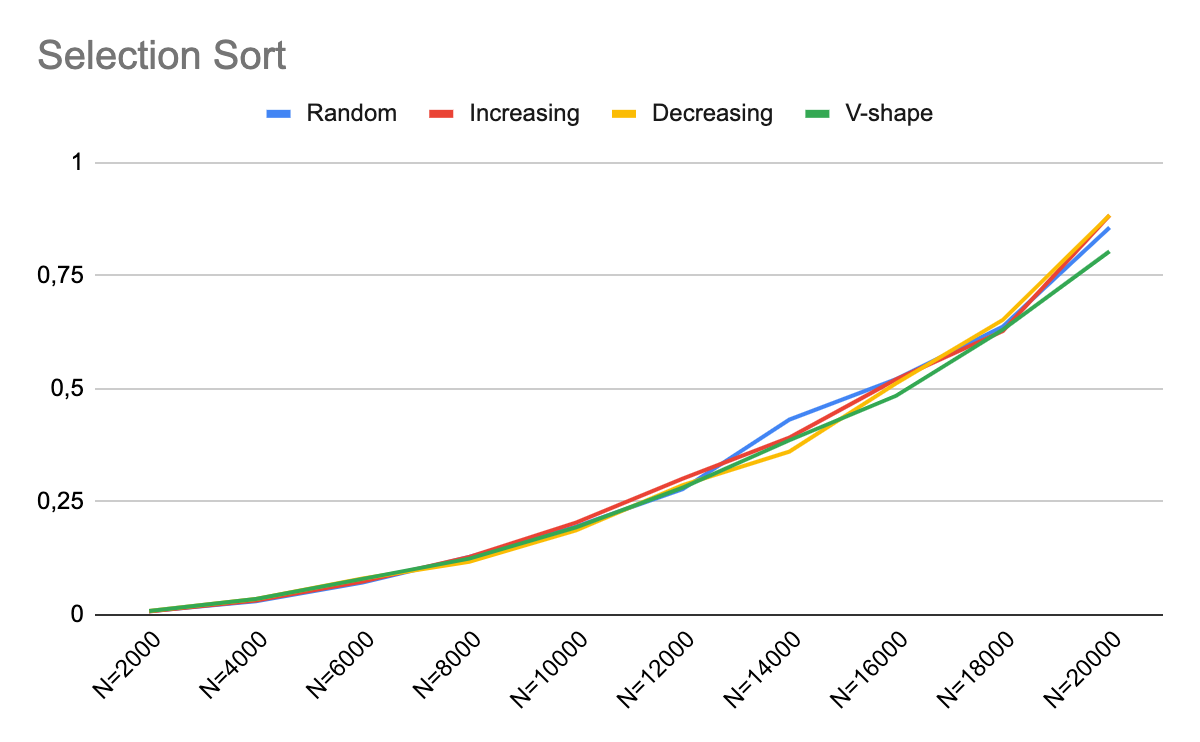 Selection Sort
Random Increasing Decreasing V-shape
1
0,75
0,5
0,25
0
N=2000 N=4000 N=6000 N=8000 N=10000 N=12000 N=14000 N=16000 N=18000 N=20000